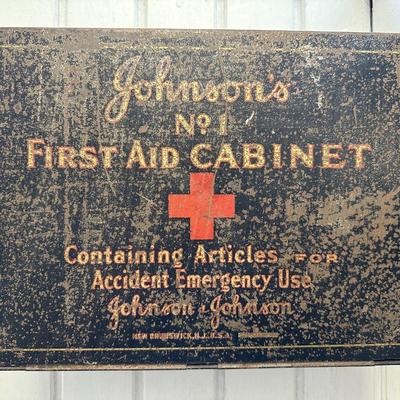 Johnson's
No 1
FIRST AID CABINET
Containing Articles FOR
Accident Emergency Use
Johnson & Johnson
NEW BRUNSWICK, N.J. U.S.A.